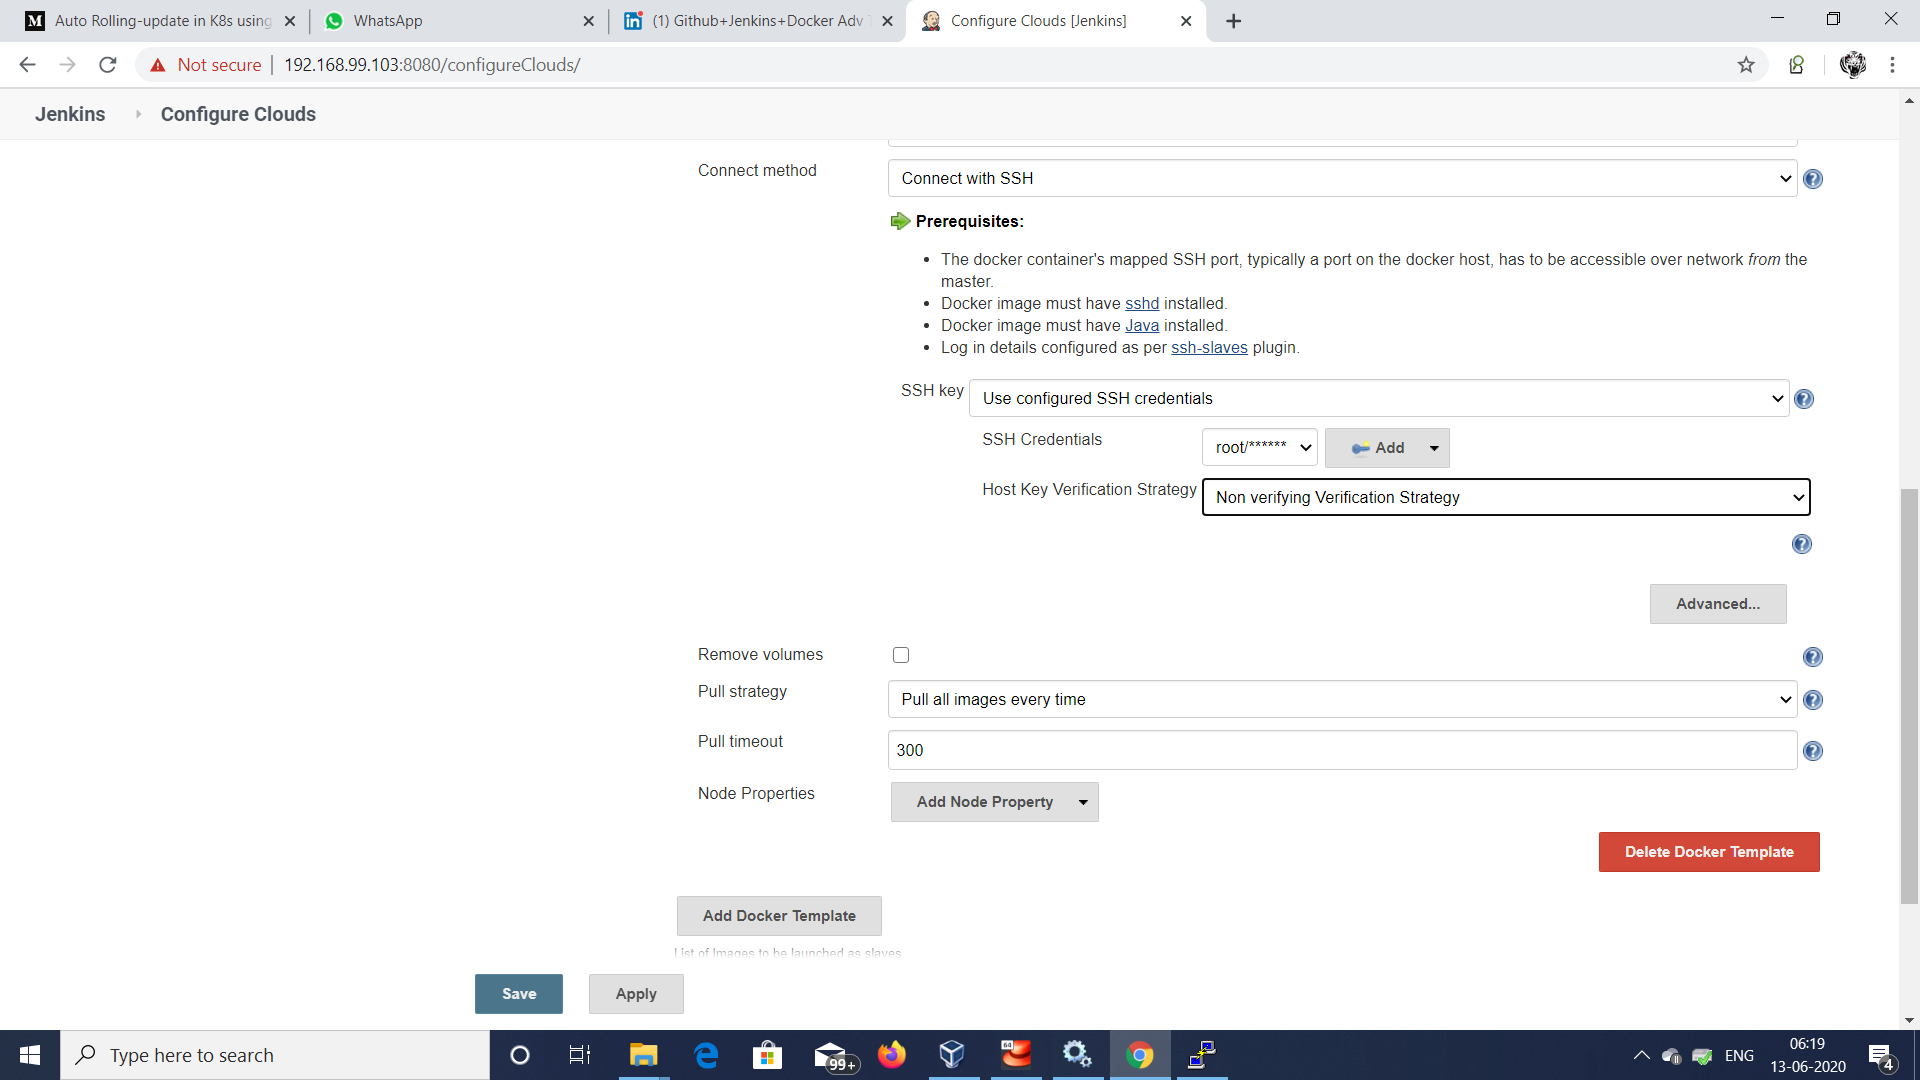 Auto Rolling-update in K8s using
WhatsApp
(1) Github+Jenkins+Docker Adv T
Configure Clouds [Jenkins]
Not secure
192.168.99.103:8080/configureClouds/
Jenkins
Configure Clouds
Connect method
Connect with SSH
Prerequisites:
The docker container's mapped SSH port, typically a port on the docker host, has to be accessible over network from the
master.
Docker image must have sshd installed.
Docker image must have Java installed.
Log in details configured as per ssh-slaves plugin.
SSH key
Use configured SSH credentials
SSH Credentials
root/******
Add
Host Key Verification Strategy
Non verifying Verification Strategy
Advanced...
Remove volumes
Pull strategy
Pull all images every time
Pull timeout
300
Node Properties
Add Node Property
Delete Docker Template
Add Docker Template
List of Images to be launched as slaves
Save
Apply
Type here to search
99+
64
ENG
06:19
13-06-2020
4